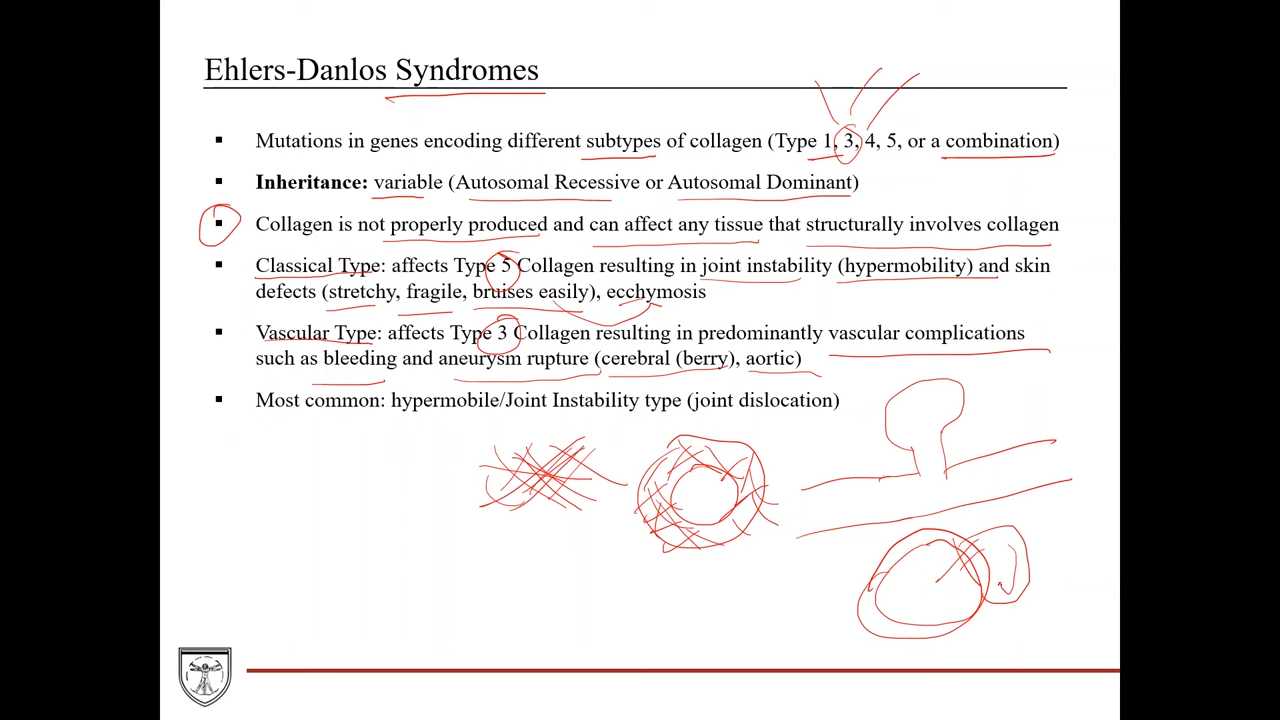 Ehlers-Danlos Syndromes
▪ Mutations in genes encoding different subtypes of collagen (Type 1, 3, 4, 5, or a combination)
▪ Inheritance: variable (Autosomal Recessive or Autosomal Dominant)
▪ Collagen is not properly produced and can affect any tissue that structurally involves collagen
▪ Classical Type: affects Type 5 Collagen resulting in joint instability (hypermobility) and skin
defects (stretchy, fragile, bruises easily), ecchymosis
▪ Vascular Type: affects Type 3 Collagen resulting in predominantly vascular complications
such as bleeding and aneurysm rupture (cerebral (berry), aortic)
▪ Most common: hypermobile/Joint Instability type (joint dislocation)